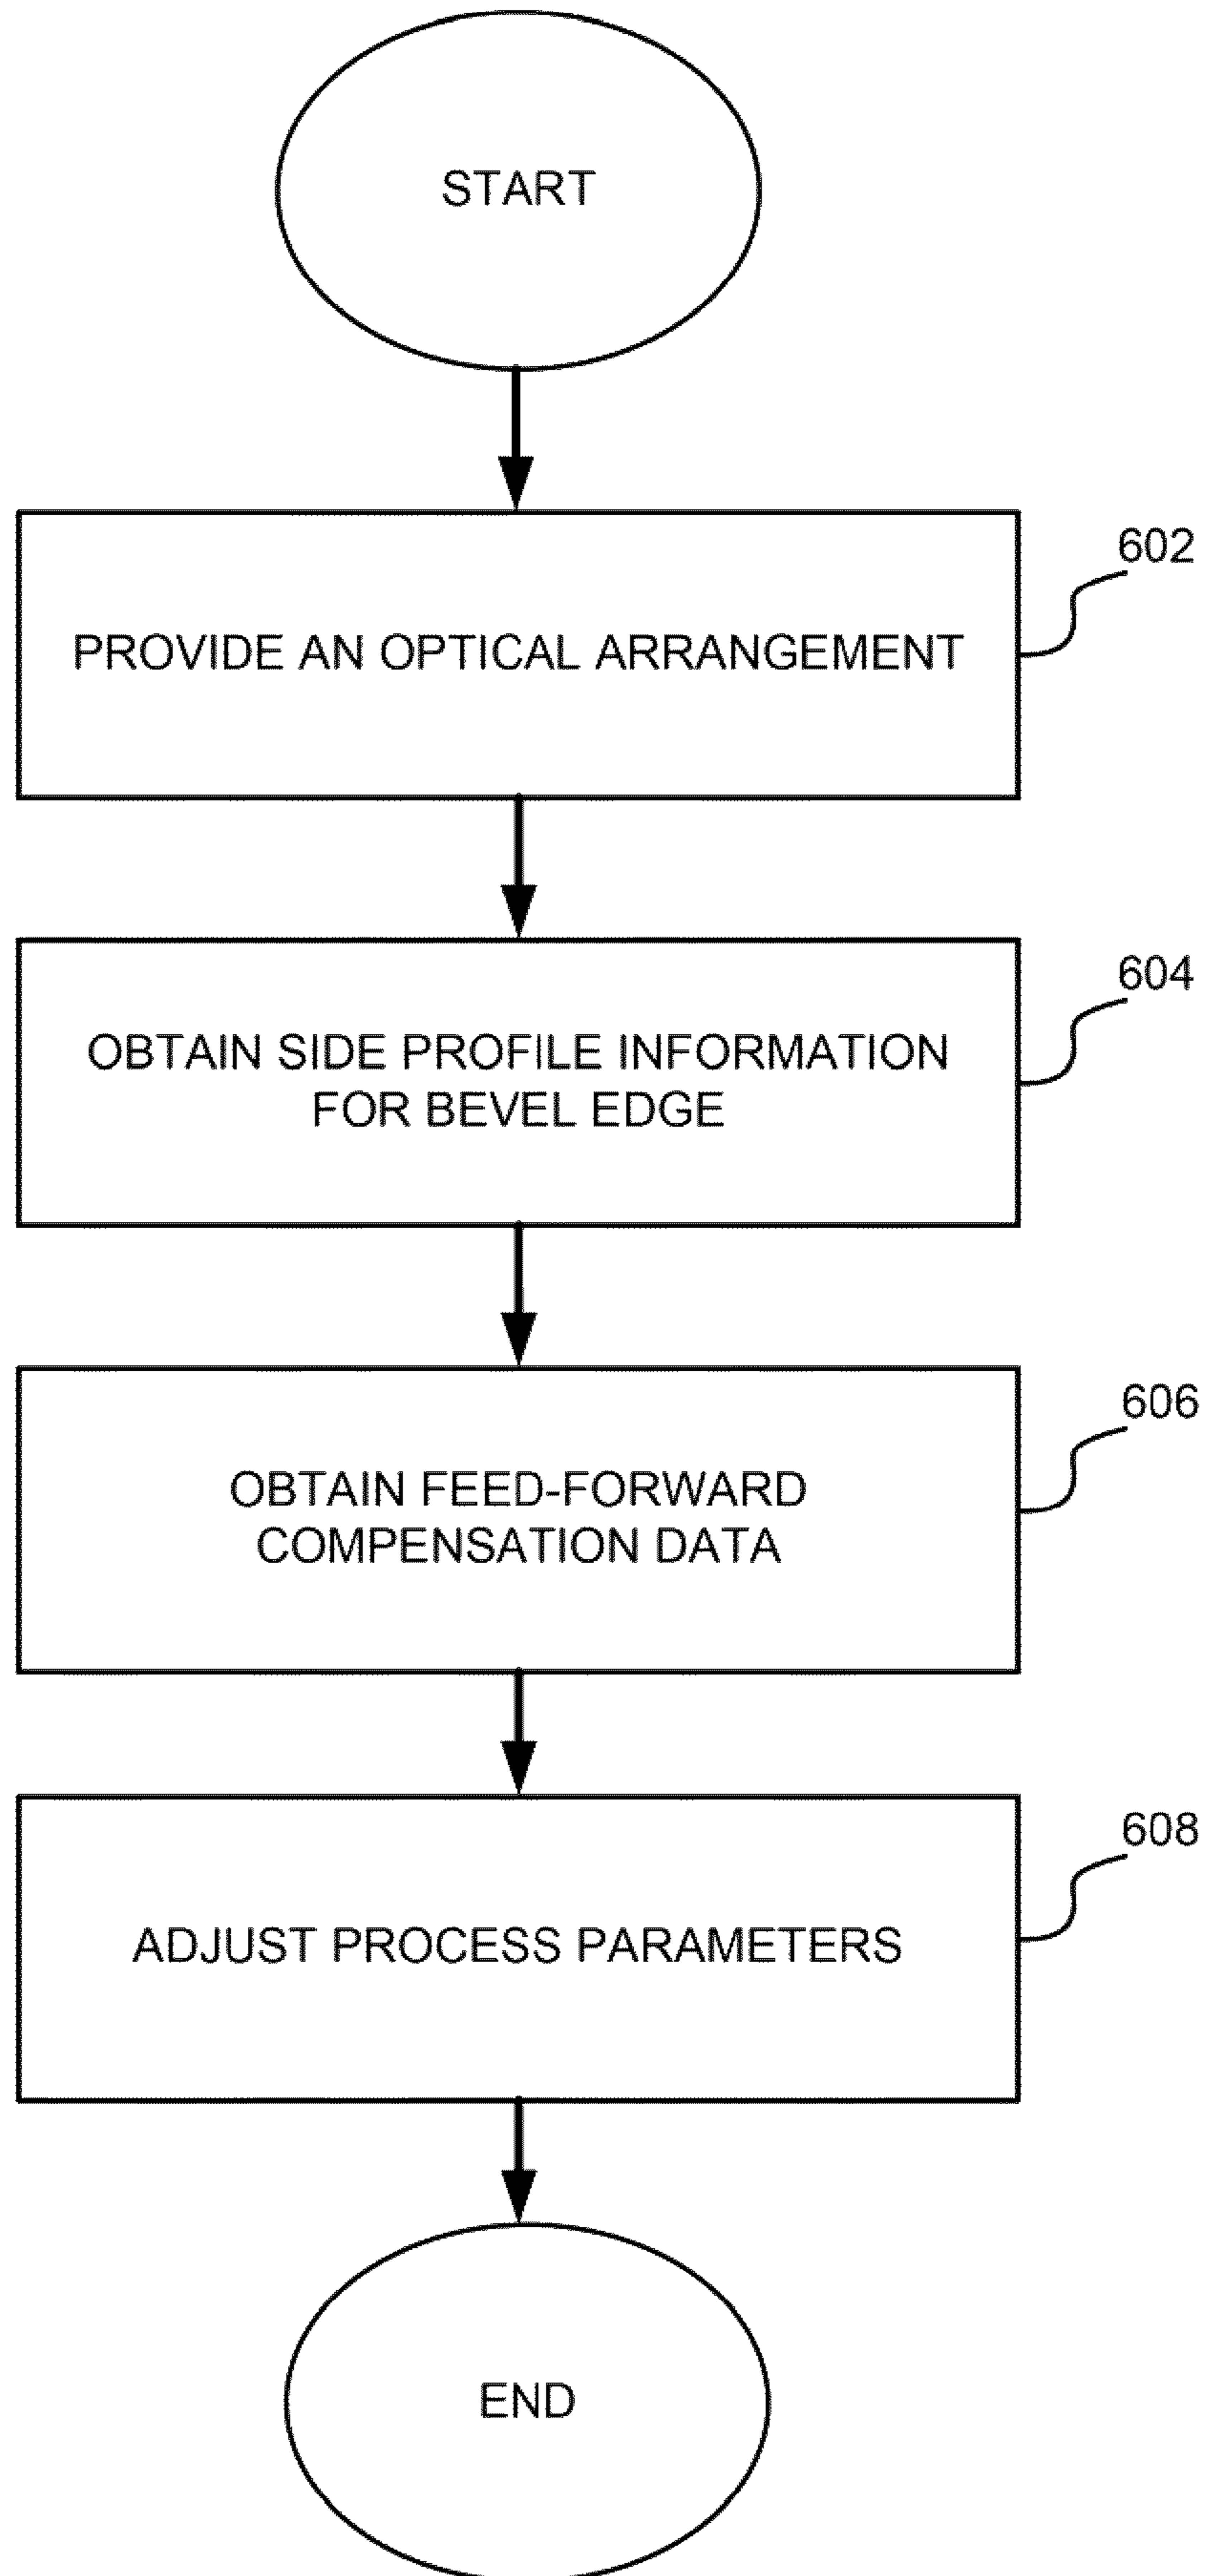 START
PROVIDE AN OPTICAL ARRANGEMENT
602
OBTAIN SIDE PROFILE INFORMATION
FOR BEVEL EDGE
604
OBTAIN FEED-FORWARD
COMPENSATION DATA
606
ADJUST PROCESS PARAMETERS
608
END